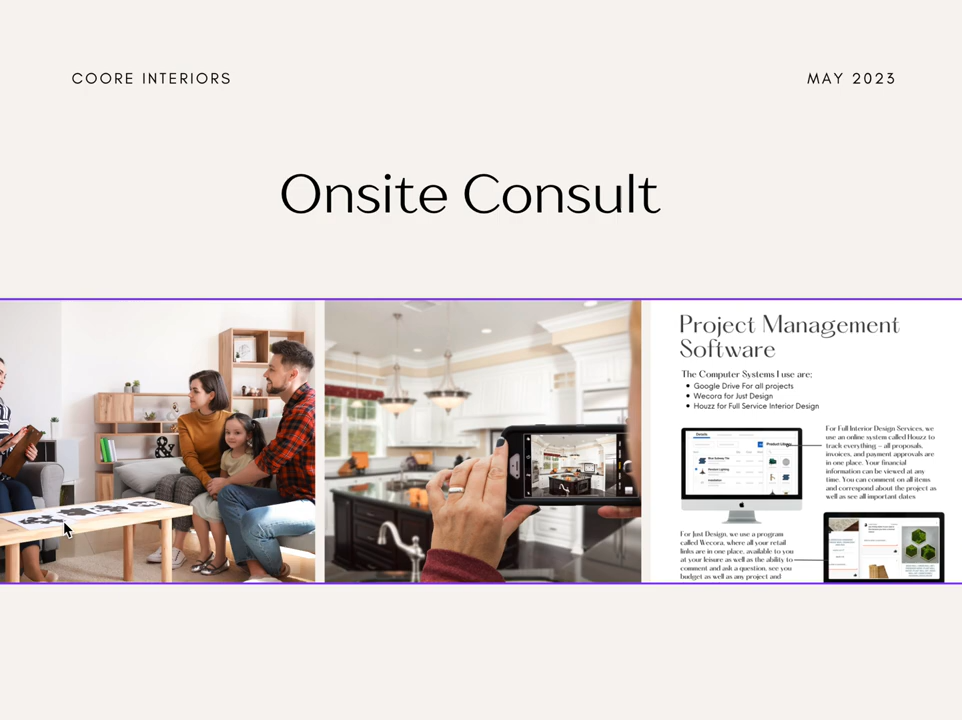 COORE INTERIORS
MAY 2023
Onsite Consult
&
Project Management
Software
The Computer Systems I use are:
Google Drive For all projects
Wecora for Just Design
Houzz for Full Service Interior Design
For Full Interior Design Services, we
use an online system called Houzz to
track everything – all proposals,
invoices, and payment approvals are
in one place. Your financial
information can be viewed at any
time. You can comment on all items
and correspond about the project as
well as see all important dates
For Just Design, we use a program
called Wecora, where all your retail
links are in one place, available to you
at your leisure as well as the ability to
comment and ask a question, see you
budget as well as any project and